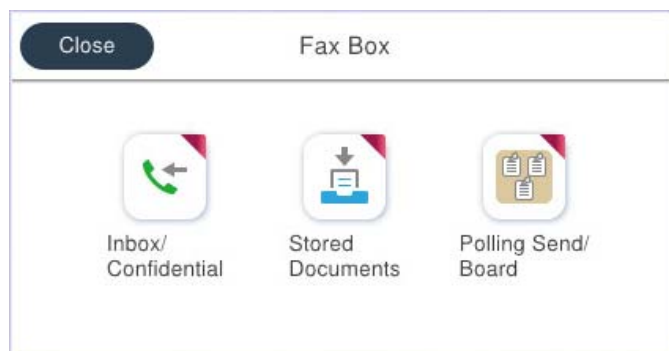 Close
Fax Box
Inbox/
Confidential
Stored
Documents
Polling Send/
Board